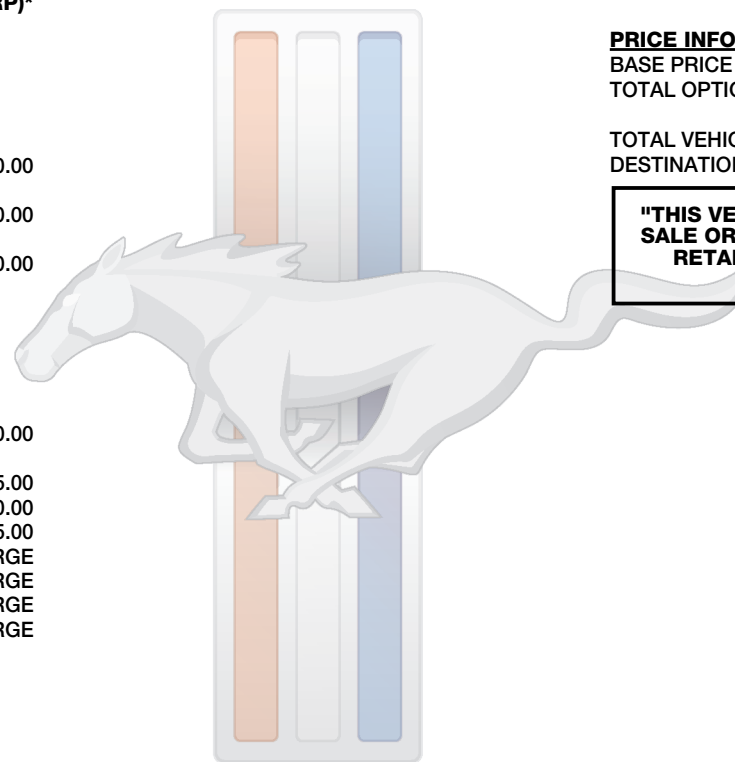 RP)*
0.00
0.00
0.00
0.00
5.00
0.00
5.00
RGE
RGE
RGE
RGE
PRICE INFO
BASE PRICE
TOTAL OPTIO
TOTAL VEHIC
DESTINATION
"THIS VE
SALE OR
RETAI